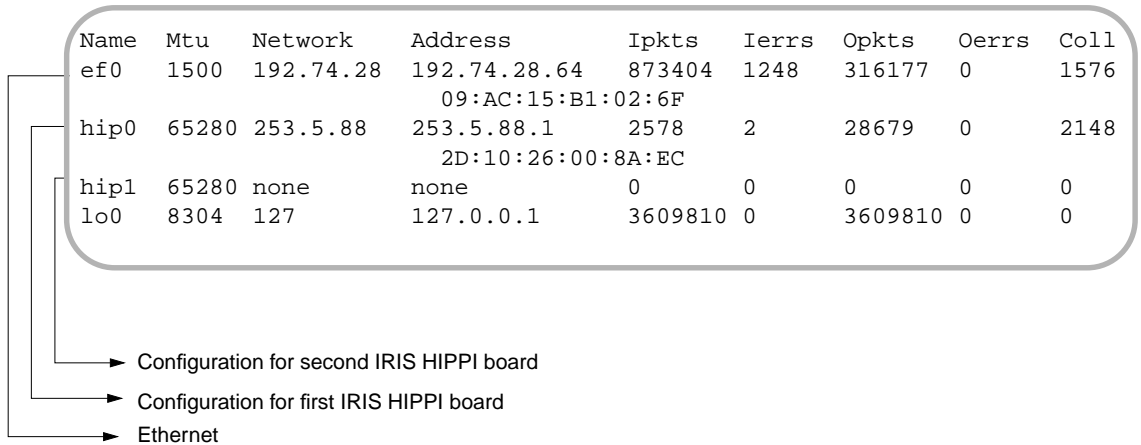 Name Mtu Network Address Ipkts Ierrs Opkts Oerrs Coll
ef0 1500 192.74.28 192.74.28.64 873404 1248 316177 0 1576
09:AC:15:B1:02:6F
hip0 65280 253.5.88 253.5.88.1 2578 2 28679 0 2148
2D:10:26:00:8A:EC
hip1 65280 none none 0 0 0 0 0
lo0 8304 127 127.0.0.1 3609810 0 3609810 0 0
Configuration for second IRIS HIPPI board
Configuration for first IRIS HIPPI board
Ethernet